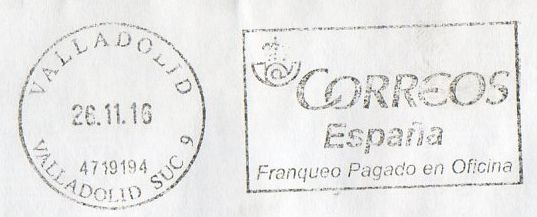 VALLADOLID
26.11.16
4719194
VALLADOLID SUC 9
CORREOS
España
Franqueo Pagado en Oficina